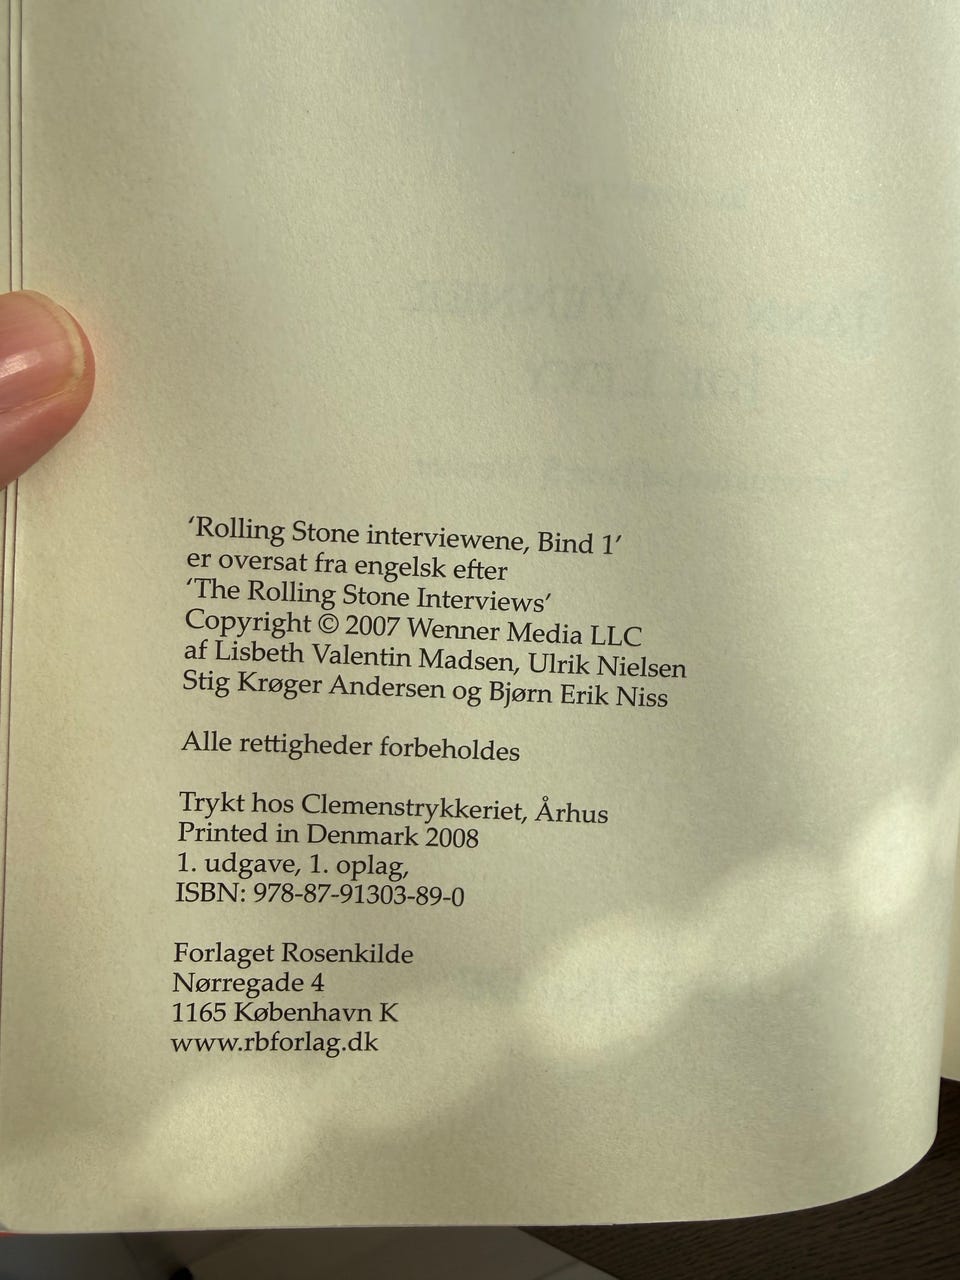 'Rolling Stone interviewene, Bind 1'
er oversat fra engelsk efter
'The Rolling Stone Interviews'
Copyright © 2007 Wenner Media LLC
af Lisbeth Valentin Madsen, Ulrik Nielsen
Stig Krøger Andersen og Bjørn Erik Niss
Alle rettigheder forbeholdes
Trykt hos Clemenstrykkeriet, Århus
Printed in Denmark 2008
1. udgave, 1. oplag,
ISBN: 978-87-91303-89-0
Forlaget Rosenkilde
Nørregade 4
1165 København K
www.rbforlag.dk